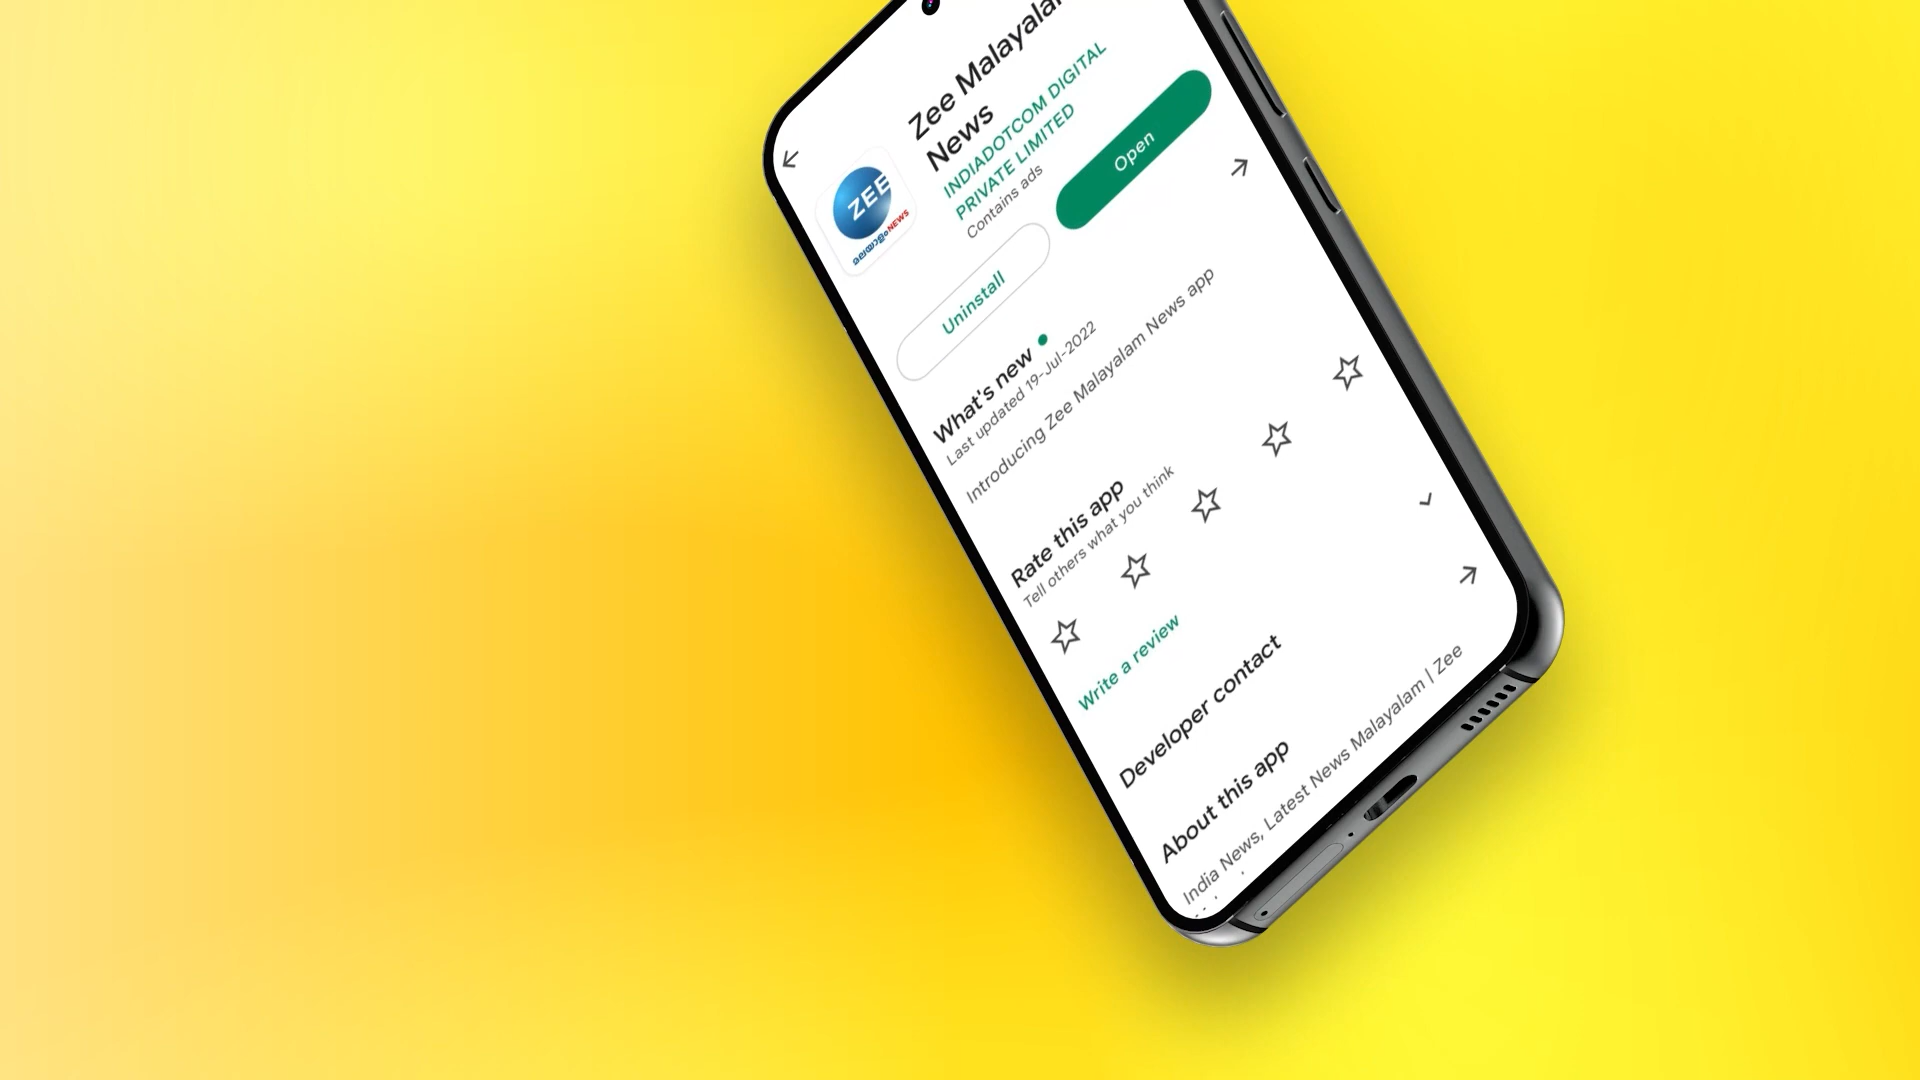 Zee Malayalam
News
INDIADOTCOM DIGITAL
PRIVATE LIMITED
Contains ads
ZEE
മലയാളം NEWS
Uninstall
Open
What's new
Last updated 19-Jul-2022
Introducing Zee Malayalam News app
Rate this app
Tell others what you think
Write a review
Developer contact
About this app
India News, Latest News Malayalam | Zee